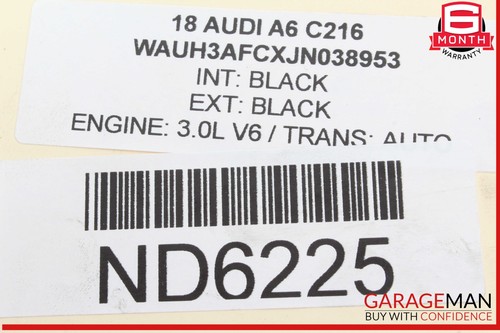 18 AUDI A6 C216
WAUH3AFCXJN038953
INT: BLACK
EXT: BLACK
ENGINE: 3.0L V6 / TRANS: AUTO
ND6225
6
MONTH
Warranty
GARAGEMAN
BUY WITH CONFIDENCE